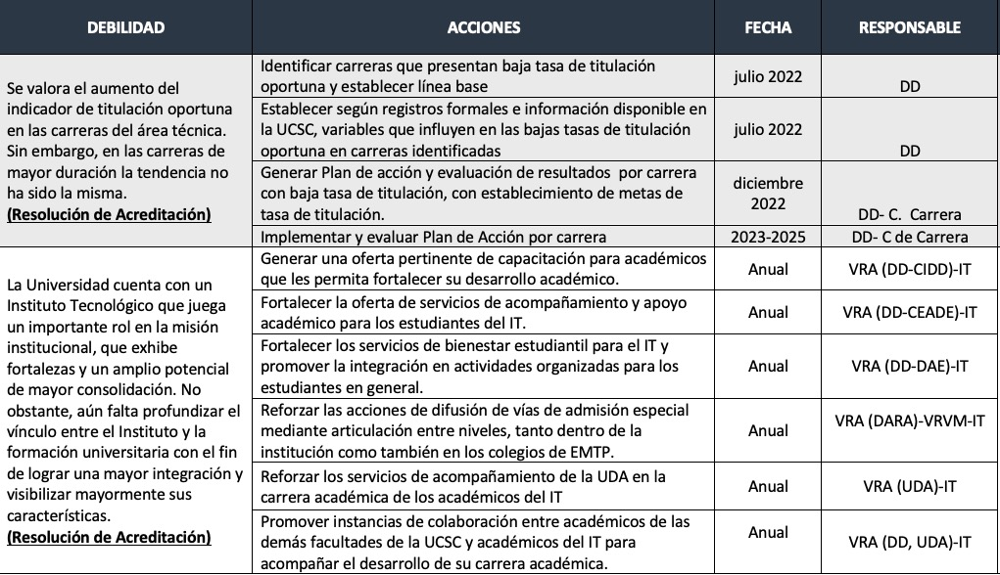 DEBILIDAD
ACCIONES
FECHA
RESPONSABLE
Se valora el aumento del
indicador de titulación oportuna
en las carreras del área técnica.
Sin embargo, en las carreras de
mayor duración la tendencia no
ha sido la misma.
(Resolución de Acreditación)
Identificar carreras que presentan baja tasa de titulación
oportuna y establecer línea base
julio 2022
DD
Establecer según registros formales e información disponible en
la UCSC, variables que influyen en las bajas tasas de titulación
oportuna en carreras identificadas
julio 2022
DD
Generar Plan de acción y evaluación de resultados  por carrera
con baja tasa de titulación, con establecimiento de metas de
tasa de titulación.
diciembre
2022
DD- C.  Carrera
Implementar y evaluar Plan de Acción por carrera
2023-2025
DD- C de Carrera
La Universidad cuenta con un
Instituto Tecnológico que juega
un importante rol en la misión
institucional, que exhibe
fortalezas y un amplio potencial
de mayor consolidación. No
obstante, aún falta profundizar el
vínculo entre el Instituto y la
formación universitaria con el fin
de lograr una mayor integración y
visibilizar mayormente sus
características.
(Resolución de Acreditación)
Generar una oferta pertinente de capacitación para académicos
que les permita fortalecer su desarrollo académico.
Anual
VRA (DD-CIDD)-IT
Fortalecer la oferta de servicios de acompañamiento y apoyo
académico para los estudiantes del IT.
Anual
VRA (DD-CEADE)-IT
Fortalecer los servicios de bienestar estudiantil para el IT y
promover la integración en actividades organizadas para los
estudiantes en general.
Anual
VRA (DD-DAE)-IT
Reforzar las acciones de difusión de vías de admisión especial
mediante articulación entre niveles, tanto dentro de la
institución como también en los colegios de EMTP.
Anual
VRA (DARA)-VRVM-IT
Reforzar los servicios de acompañamiento de la UDA en la
carrera académica de los académicos del IT
Anual
VRA (UDA)-IT
Promover instancias de colaboración entre académicos de las
demás facultades de la UCSC y académicos del IT para
acompañar el desarrollo de su carrera académica.
Anual
VRA (DD, UDA)-IT